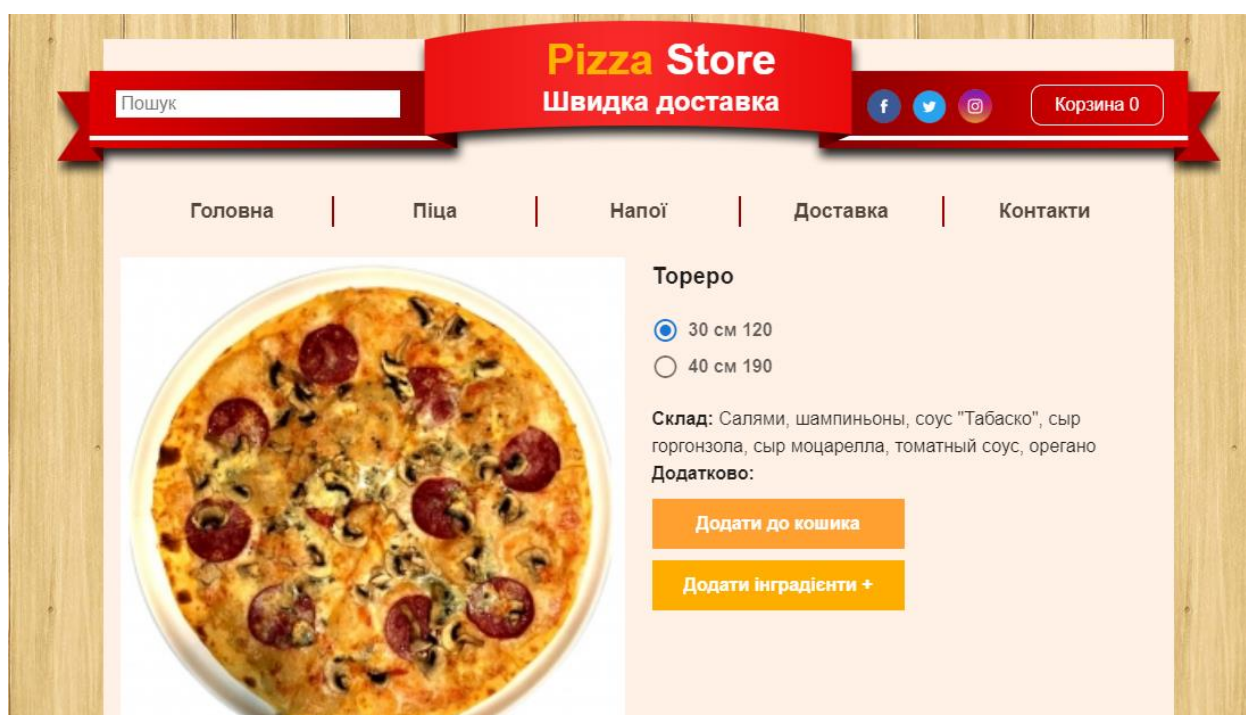 Pizza Store
Швидка доставка
Пошук
Корзина 0
Головна
Піца
Напої
Доставка
Контакти
Тореро
30 см 120
40 см 190
Склад: Салями, шампиньоны, соус "Табаско", сыр
горгонзола, сыр моцарелла, томатный соус, орегано
Додатково:
Додати до кошика
Додати інградієнти +